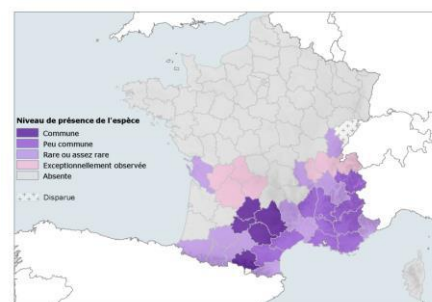 Niveau de présence de l'espèce
Commune
Peu commune
Rare ou assez rare
Exceptionnellement observée
Absente
Disparue